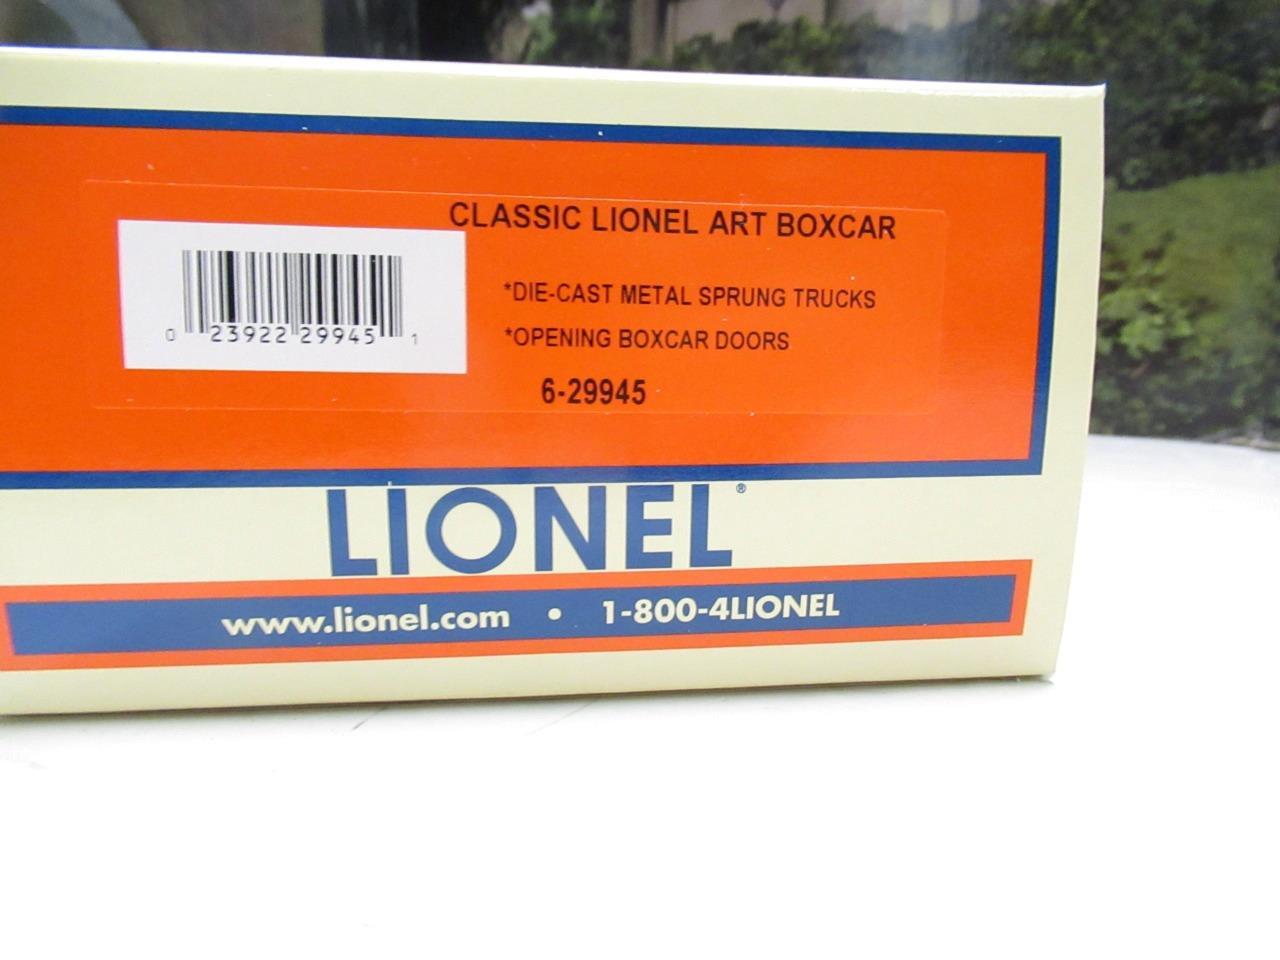 CLASSIC LIONEL ART BOXCAR
*DIE-CAST METAL SPRUNG TRUCKS
*OPENING BOXCAR DOORS
6-29945
0 23922 29945 1
LIONEL®
www.lionel.com • 1-800-4LIONEL